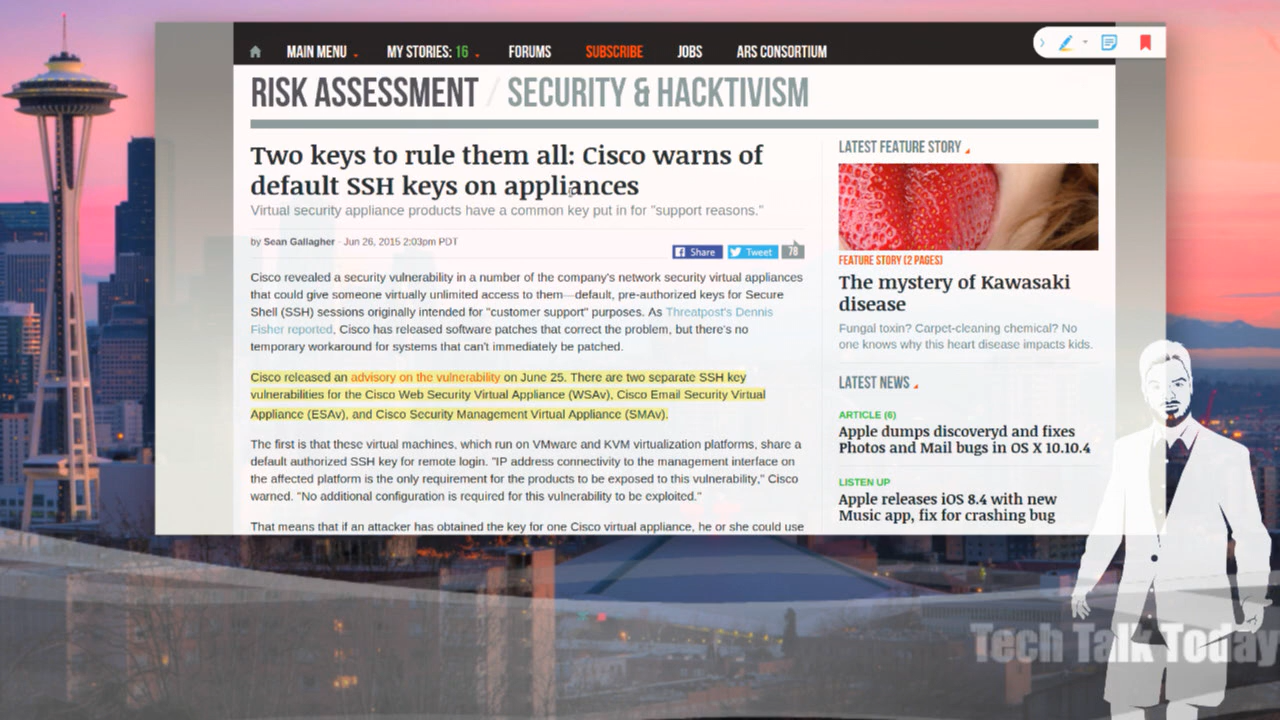 MAIN MENU MY STORIES: 16 FORUMS SUBSCRIBE JOBS ARS CONSORTIUM
RISK ASSESSMENT / SECURITY & HACKTIVISM
Two keys to rule them all: Cisco warns of
default SSH keys on appliances
Virtual security appliance products have a common key put in for "support reasons."
by Sean Gallagher - Jun 26, 2015 2:03pm PDT
Share Tweet 78
Cisco revealed a security vulnerability in a number of the company's network security virtual appliances
that could give someone virtually unlimited access to them—default, pre-authorized keys for Secure
Shell (SSH) sessions originally intended for "customer support" purposes. As Threatpost's Dennis
Fisher reported, Cisco has released software patches that correct the problem, but there's no
temporary workaround for systems that can't immediately be patched.
Cisco released an advisory on the vulnerability on June 25. There are two separate SSH key
vulnerabilities for the Cisco Web Security Virtual Appliance (WSAv), Cisco Email Security Virtual
Appliance (ESAv), and Cisco Security Management Virtual Appliance (SMAv).
The first is that these virtual machines, which run on VMware and KVM virtualization platforms, share a
default authorized SSH key for remote login. "IP address connectivity to the management interface on
the affected platform is the only requirement for the products to be exposed to this vulnerability," Cisco
warned. "No additional configuration is required for this vulnerability to be exploited."
That means that if an attacker has obtained the key for one Cisco virtual appliance, he or she could use
LATEST FEATURE STORY
FEATURE STORY (2 PAGES)
The mystery of Kawasaki
disease
Fungal toxin? Carpet-cleaning chemical? No
one knows why this heart disease impacts kids.
LATEST NEWS
ARTICLE (6)
Apple dumps discoveryd and fixes
Photos and Mail bugs in OS X 10.10.4
LISTEN UP
Apple releases iOS 8.4 with new
Music app, fix for crashing bug
Tech Talk Today